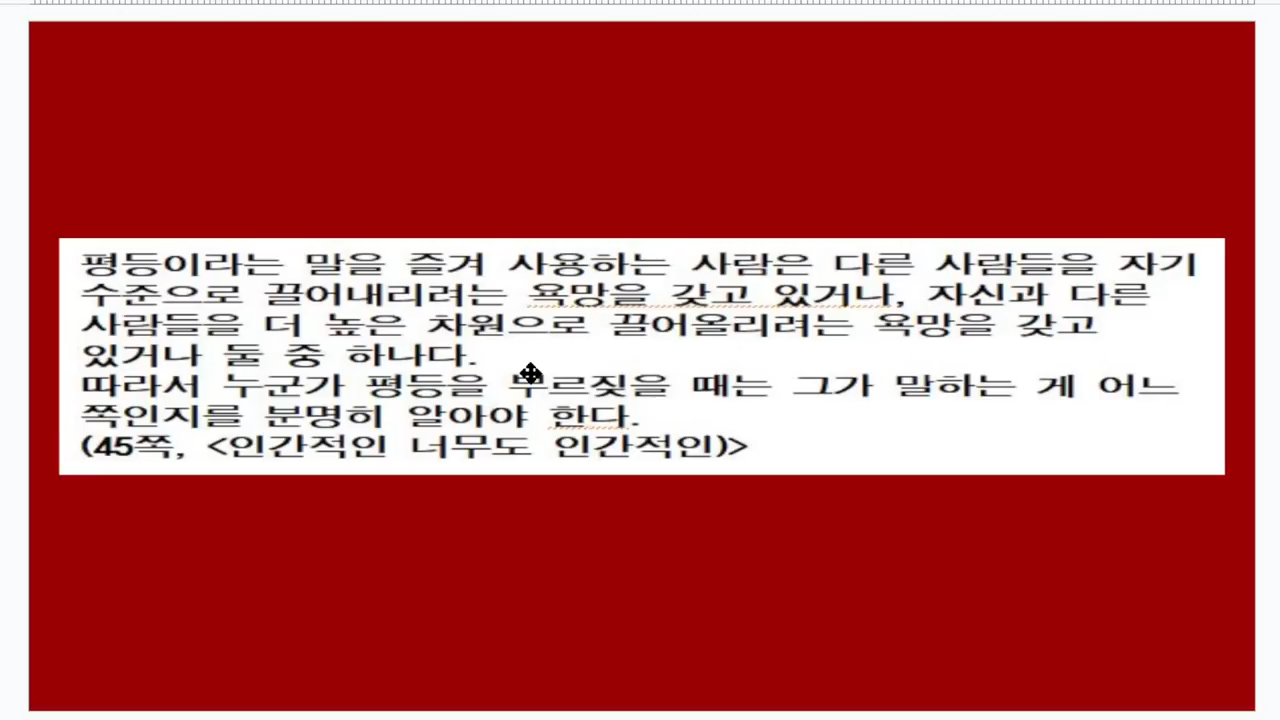 평등이라는 말을 즐겨 사용하는 사람은 다른 사람들을 자기
수준으로 끌어내리려는 욕망을 갖고 있거나, 자신과 다른
사람들을 더 높은 차원으로 끌어올리려는 욕망을 갖고
있거나 둘 중 하나다.
따라서 누군가 평등을 부르짖을 때는 그가 말하는 게 어느
쪽인지를 분명히 알아야 한다.
(45쪽, <인간적인 너무도 인간적인)>